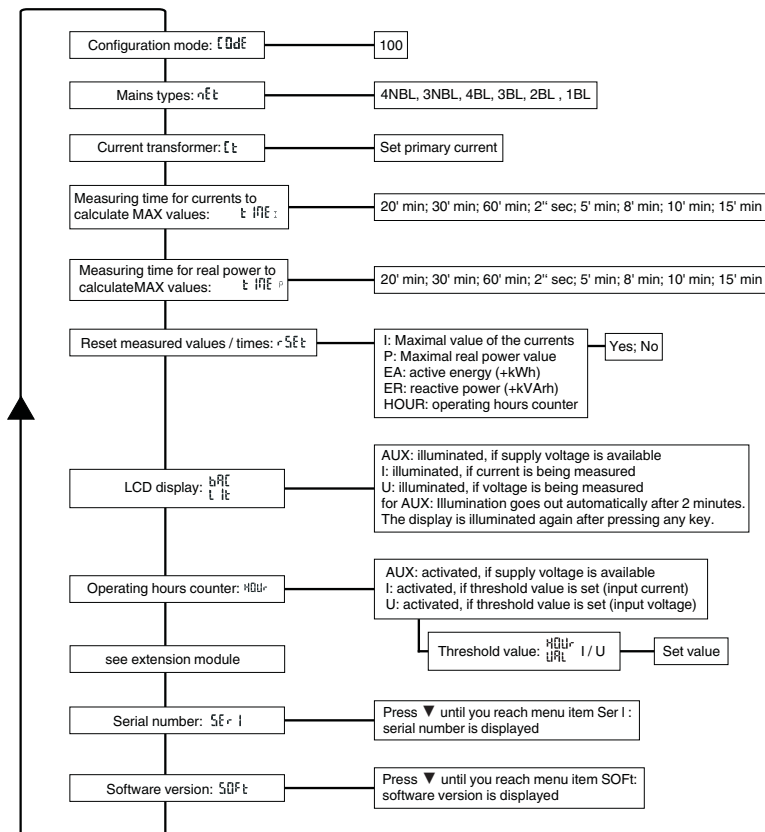 Configuration mode: COdE
100
Mains types: nEt
4NBL, 3NBL, 4BL, 3BL, 2BL , 1BL
Current transformer: Ct
Set primary current
Measuring time for currents to
calculate MAX values: tIME I
20' min; 30' min; 60' min; 2" sec; 5' min; 8' min; 10' min; 15' min
Measuring time for real power to
calculateMAX values: tIME P
20' min; 30' min; 60' min; 2" sec; 5' min; 8' min; 10' min; 15' min
Reset measured values / times: rSEt
I: Maximal value of the currents
P: Maximal real power value
EA: active energy (+kWh)
ER: reactive power (+kVArh)
HOUR: operating hours counter
Yes; No
LCD display: bAC
LIt
AUX: illuminated, if supply voltage is available
I: illuminated, if current is being measured
U: illuminated, if voltage is being measured
for AUX: Illumination goes out automatically after 2 minutes.
The display is illuminated again after pressing any key.
Operating hours counter: HOUr
AUX: activated, if supply voltage is available
I: activated, if threshold value is set (input current)
U: activated, if threshold value is set (input voltage)
Threshold value: HOUr VAL I / U
Set value
see extension module
Serial number: SErI
Press ▼ until you reach menu item Ser I :
serial number is displayed
Software version: SOFt
Press ▼ until you reach menu item SOFt:
software version is displayed